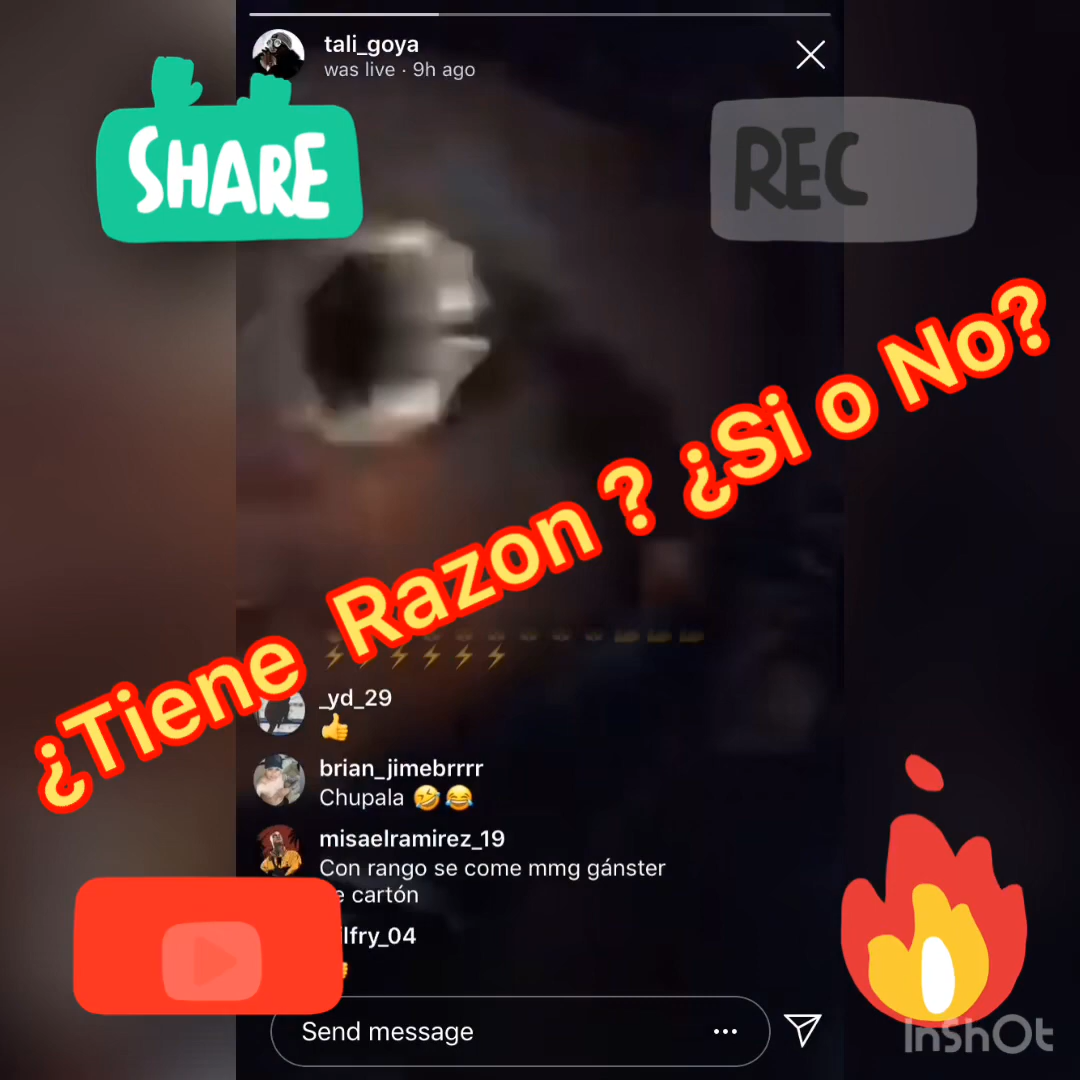 tali_goya
was live · 9h ago
SHARE
REC
¿Tiene Razon ? ¿Si o No?
_yd_29
👍
brian_jimebrrrr
Chupala 🤣😂
misaelramirez_19
Con rango se come mmg gánster
e cartón
lfry_04
Send message
InShOt